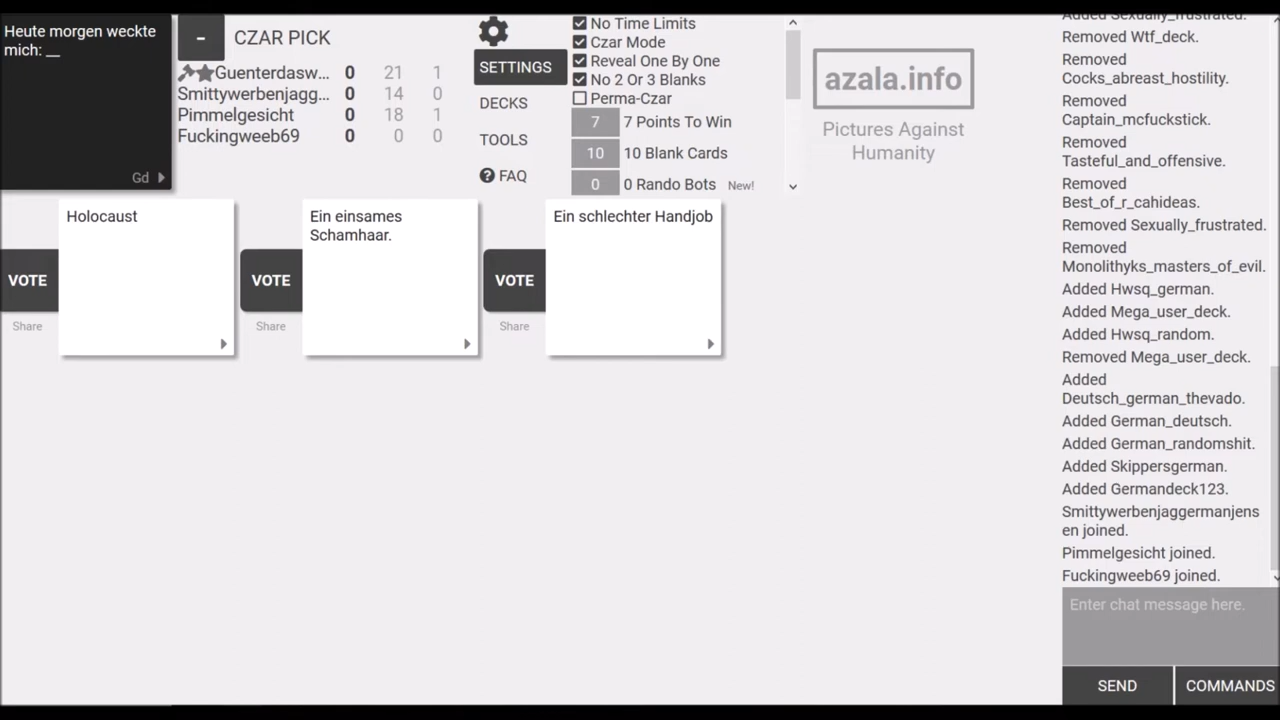 Heute morgen weckte
mich: __
Gd
-
CZAR PICK
Guenterdasw... 0 21 1
Smittywerbenjagg... 0 14 0
Pimmelgesicht 0 18 1
Fuckingweeb69 0 0 0
SETTINGS
DECKS
TOOLS
? FAQ
No Time Limits
Czar Mode
Reveal One By One
No 2 Or 3 Blanks
Perma-Czar
7 7 Points To Win
10 10 Blank Cards
0 0 Rando Bots New!
azala.info
Pictures Against
Humanity
VOTE
Share
Holocaust
VOTE
Share
Ein einsames
Schamhaar.
VOTE
Share
Ein schlechter Handjob
Added Sexually_frustrated.
Removed Wtf_deck.
Removed
Cocks_abreast_hostility.
Removed
Captain_mcfuckstick.
Removed
Tasteful_and_offensive.
Removed
Best_of_r_cahideas.
Removed Sexually_frustrated.
Removed
Monolithyks_masters_of_evil.
Added Hwsq_german.
Added Mega_user_deck.
Added Hwsq_random.
Removed Mega_user_deck.
Added
Deutsch_german_thevado.
Added German_deutsch.
Added German_randomshit.
Added Skippersgerman.
Added Germandeck123.
Smittywerbenjaggermanjens
en joined.
Pimmelgesicht joined.
Fuckingweeb69 joined.
Enter chat message here.
SEND
COMMANDS